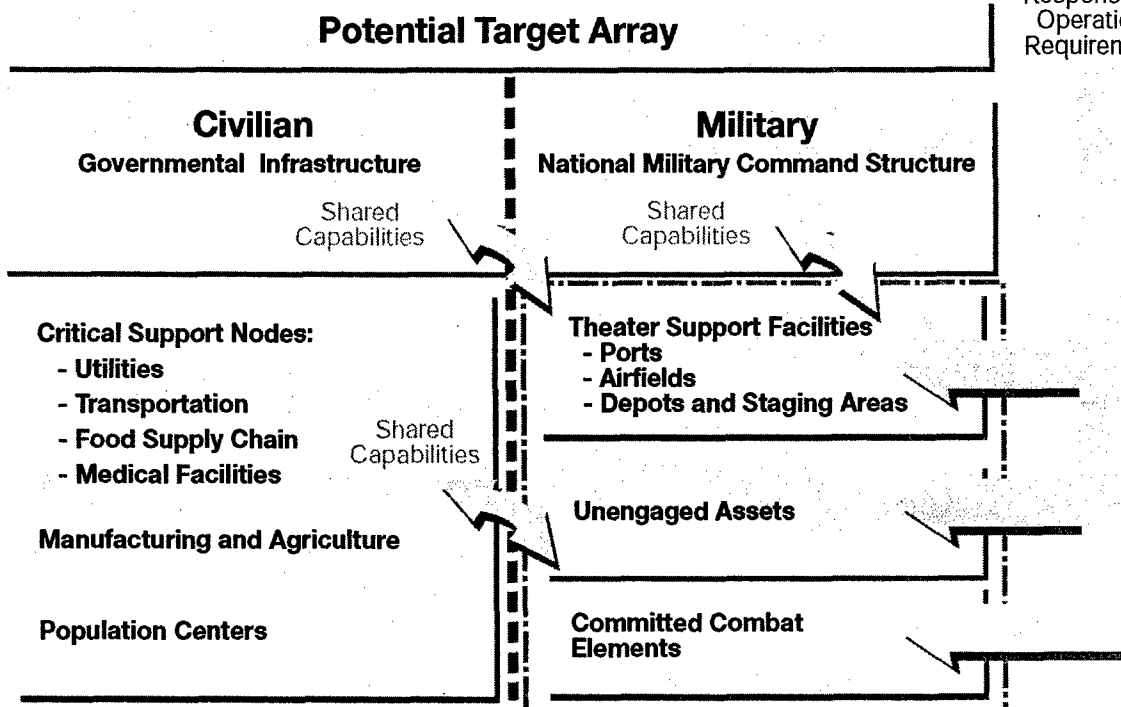 Potential Target Array
Operatio
Requirem
Civilian
Governmental Infrastructure
Military
National Military Command Structure
Shared
Capabilities
Shared
Capabilities
Critical Support Nodes:
- Utilities
- Transportation
- Food Supply Chain
- Medical Facilities
Shared
Capabilities
Manufacturing and Agriculture
Population Centers
Theater Support Facilities
- Ports
- Airfields
- Depots and Staging Areas
Unengaged Assets
Committed Combat
Elements